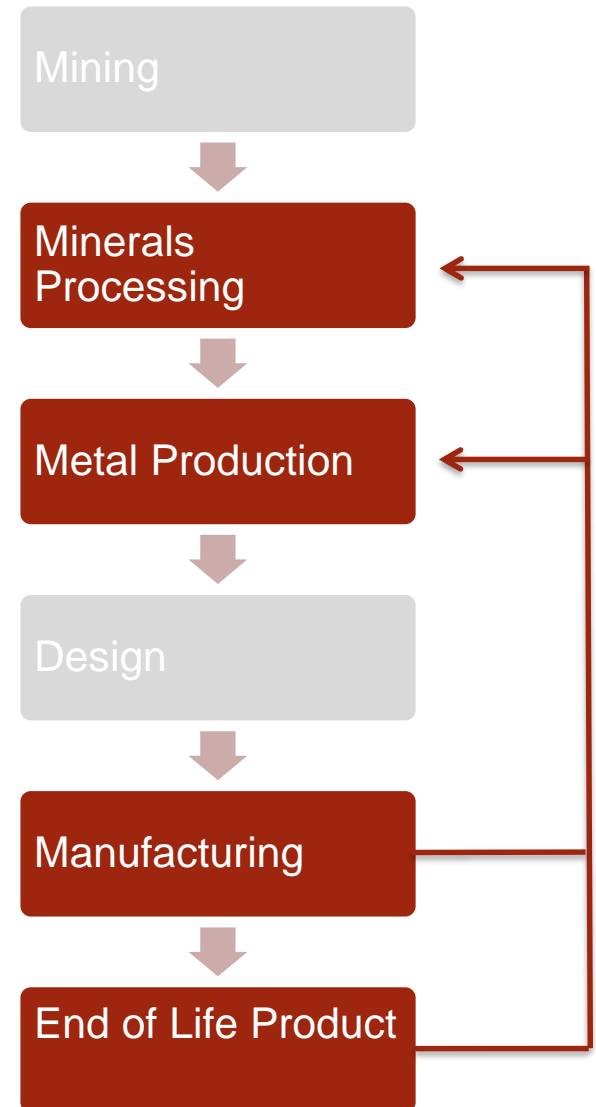 Mining
Minerals
Processing
Metal Production
Design
Manufacturing
End of Life Product